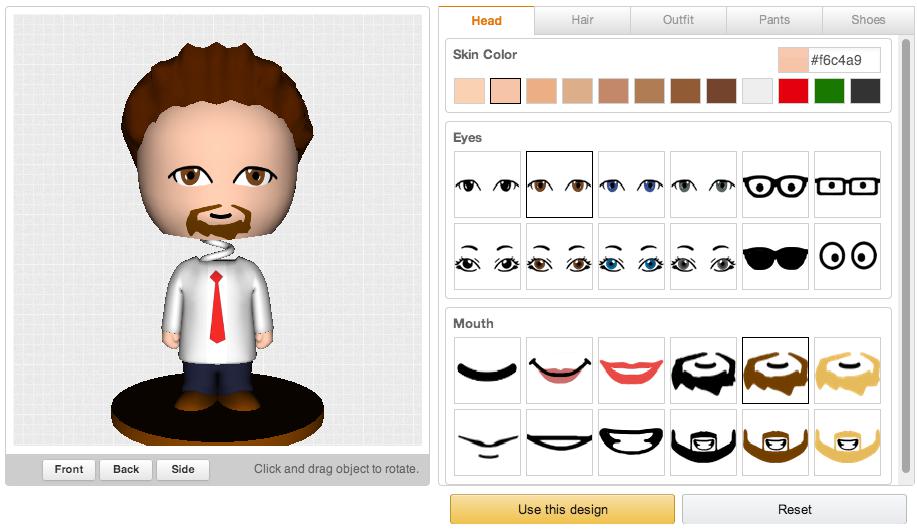 Head Hair Outfit Pants Shoes
Skin Color #f6c4a9
Eyes
Mouth
Front Back Side Click and drag object to rotate.
Use this design Reset